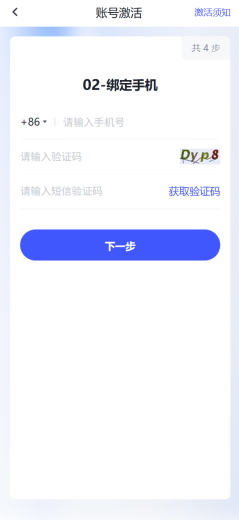 账号激活
激活须知
共 4 步
02-绑定手机
+86 请输入手机号
请输入验证码 Dyp8
请输入短信验证码 获取验证码
下一步